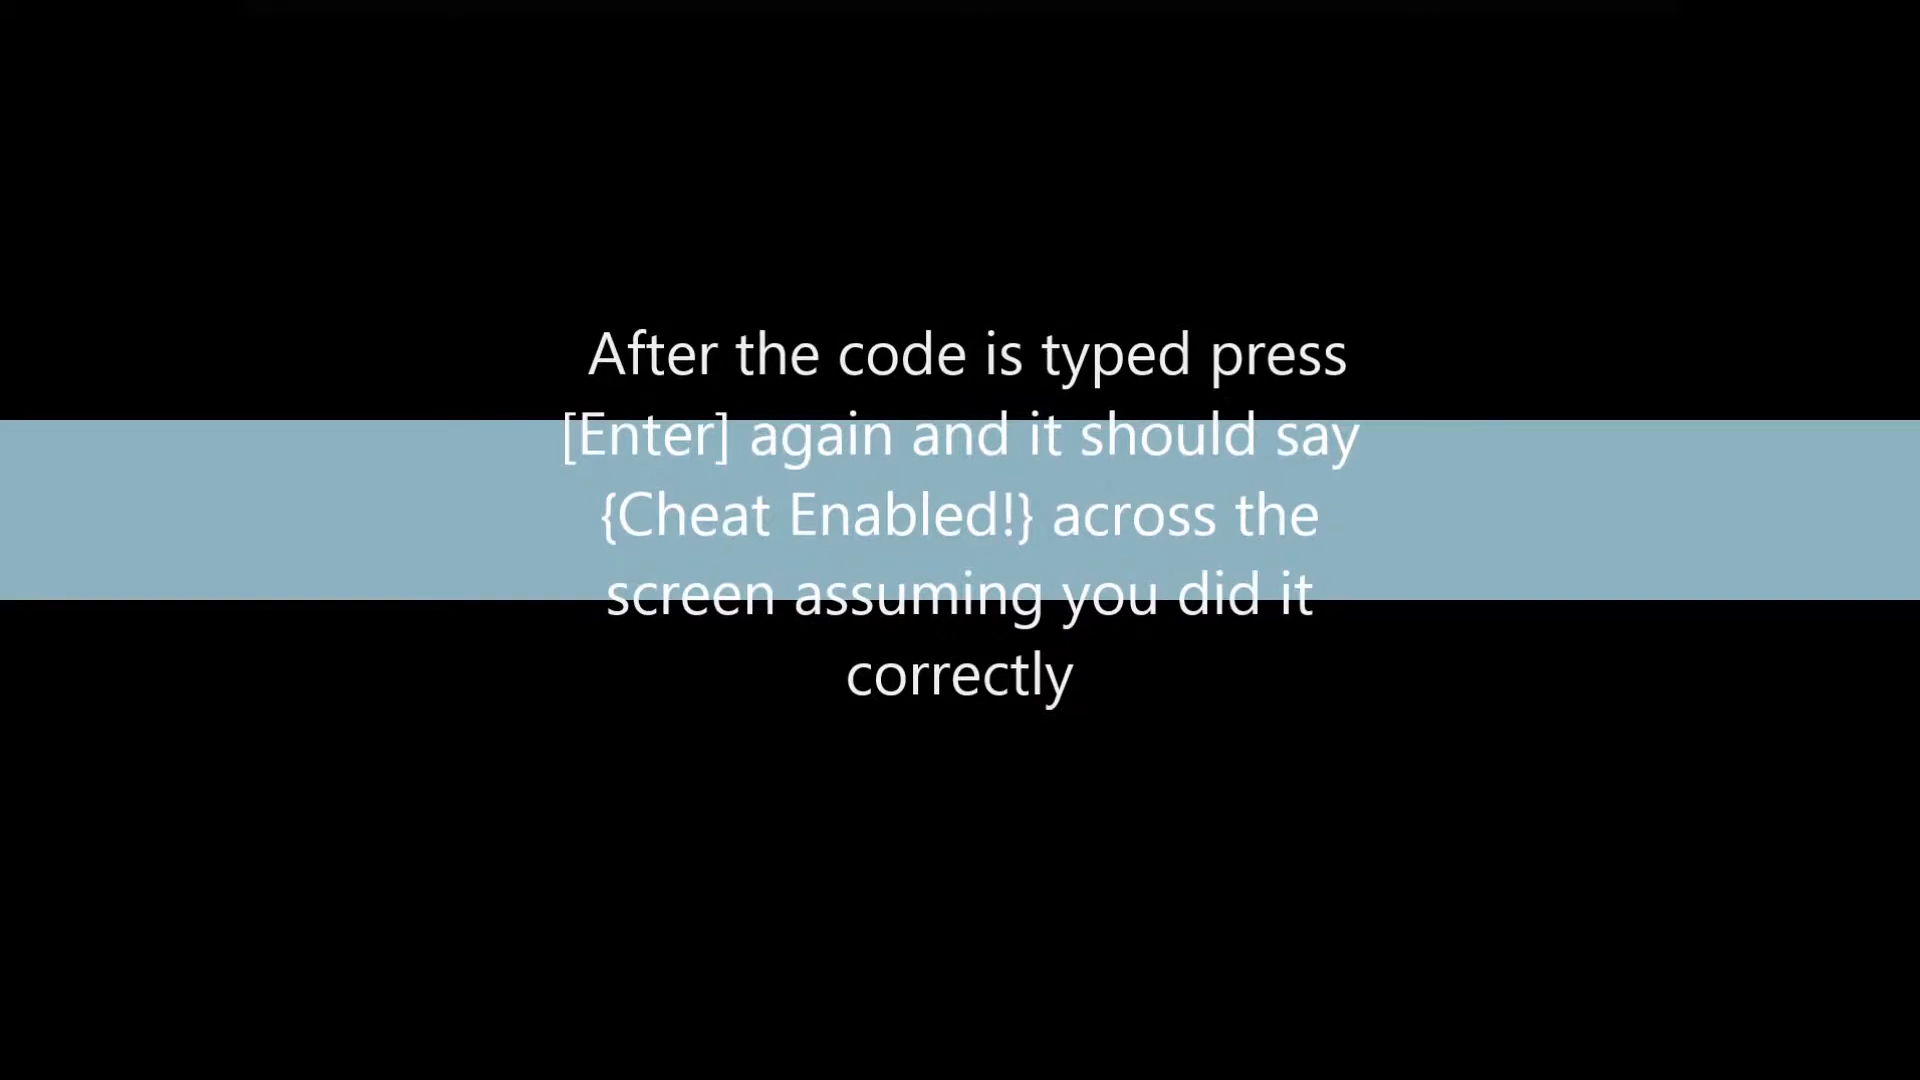 After the code is typed press
[Enter] again and it should say
{Cheat Enabled!} across the
screen assuming you did it
correctly